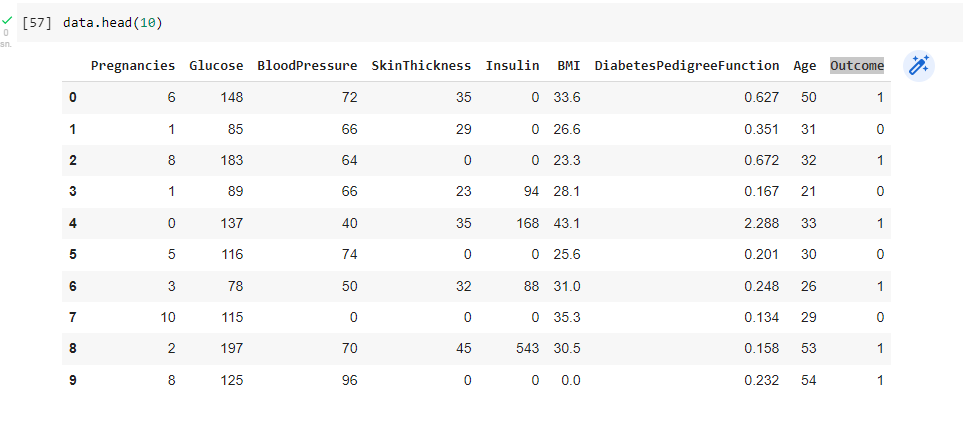 [57] data.head(10)
0
sn.
Pregnancies Glucose BloodPressure SkinThickness Insulin BMI DiabetesPedigreeFunction Age Outcome
0 6 148 72 35 0 33.6 0.627 50 1
1 1 85 66 29 0 26.6 0.351 31 0
2 8 183 64 0 0 23.3 0.672 32 1
3 1 89 66 23 94 28.1 0.167 21 0
4 0 137 40 35 168 43.1 2.288 33 1
5 5 116 74 0 0 25.6 0.201 30 0
6 3 78 50 32 88 31.0 0.248 26 1
7 10 115 0 0 0 35.3 0.134 29 0
8 2 197 70 45 543 30.5 0.158 53 1
9 8 125 96 0 0 0.0 0.232 54 1